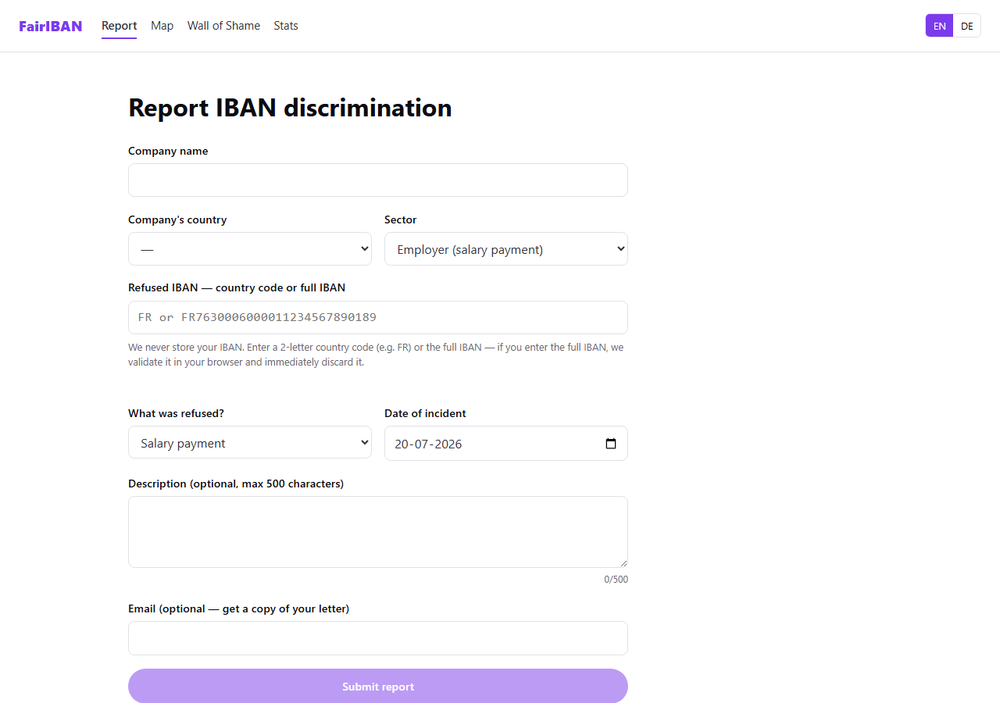 FairIBAN Report Map Wall of Shame Stats EN DE
Report IBAN discrimination
Company name
Company's country Sector
— Employer (salary payment)
Refused IBAN — country code or full IBAN
FR or FR7630006000011234567890189
We never store your IBAN. Enter a 2-letter country code (e.g. FR) or the full IBAN — if you enter the full IBAN, we
validate it in your browser and immediately discard it.
What was refused? Date of incident
Salary payment 20-07-2026
Description (optional, max 500 characters)
0/500
Email (optional — get a copy of your letter)
Submit report